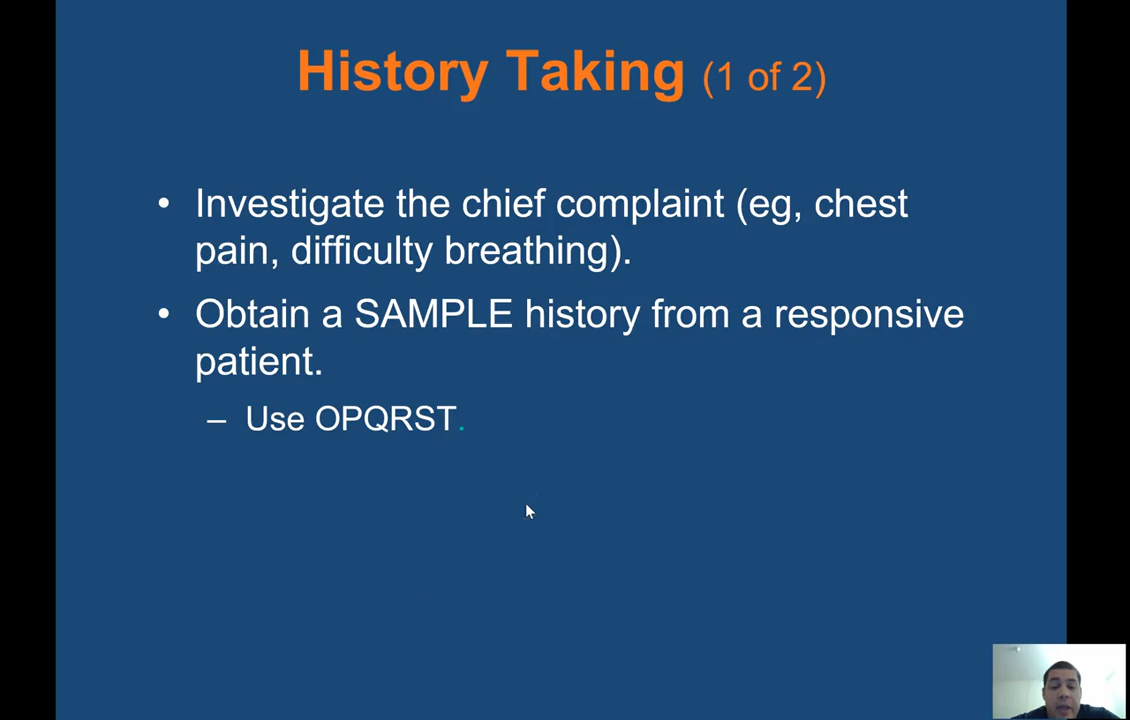 History Taking (1 of 2)
• Investigate the chief complaint (eg, chest
pain, difficulty breathing).
• Obtain a SAMPLE history from a responsive
patient.
– Use OPQRST.